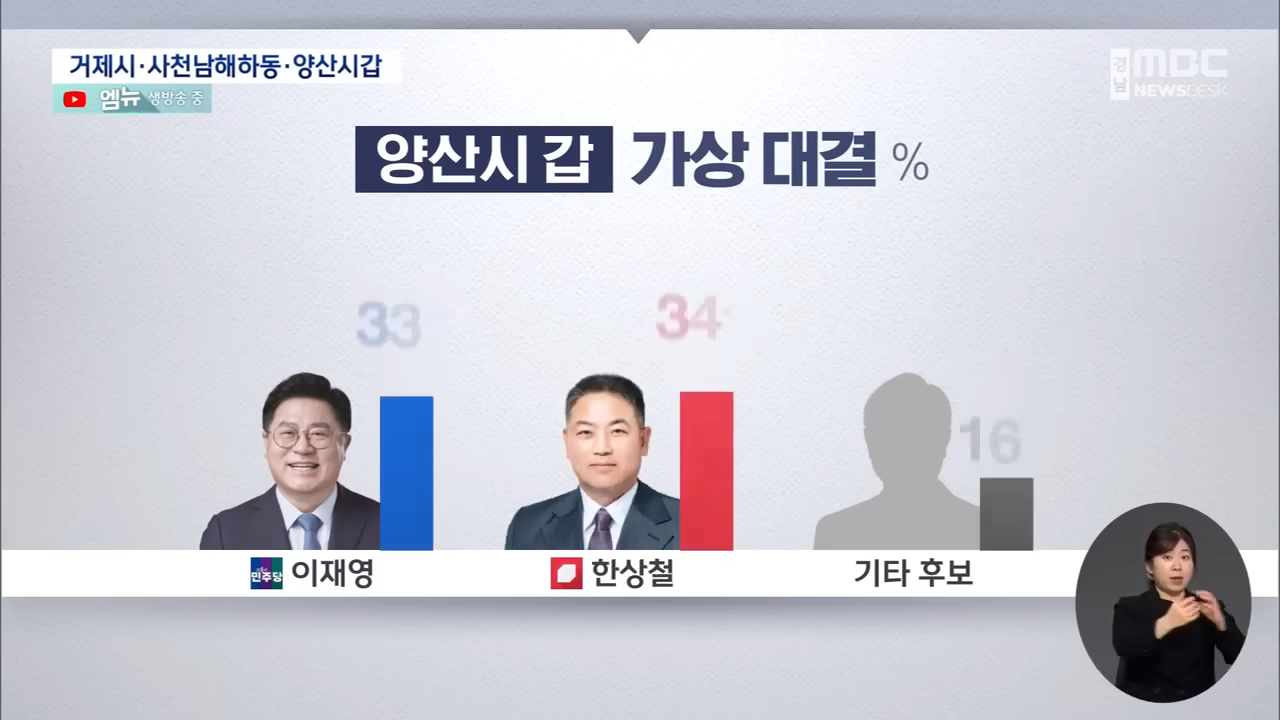 거제시·사천남해하동·양산시갑
엠뉴 생방송 중
경남 MBC
NEWSDESK
양산시 갑 가상 대결 %
33
34
16
민주당 이재영
한상철
기타 후보